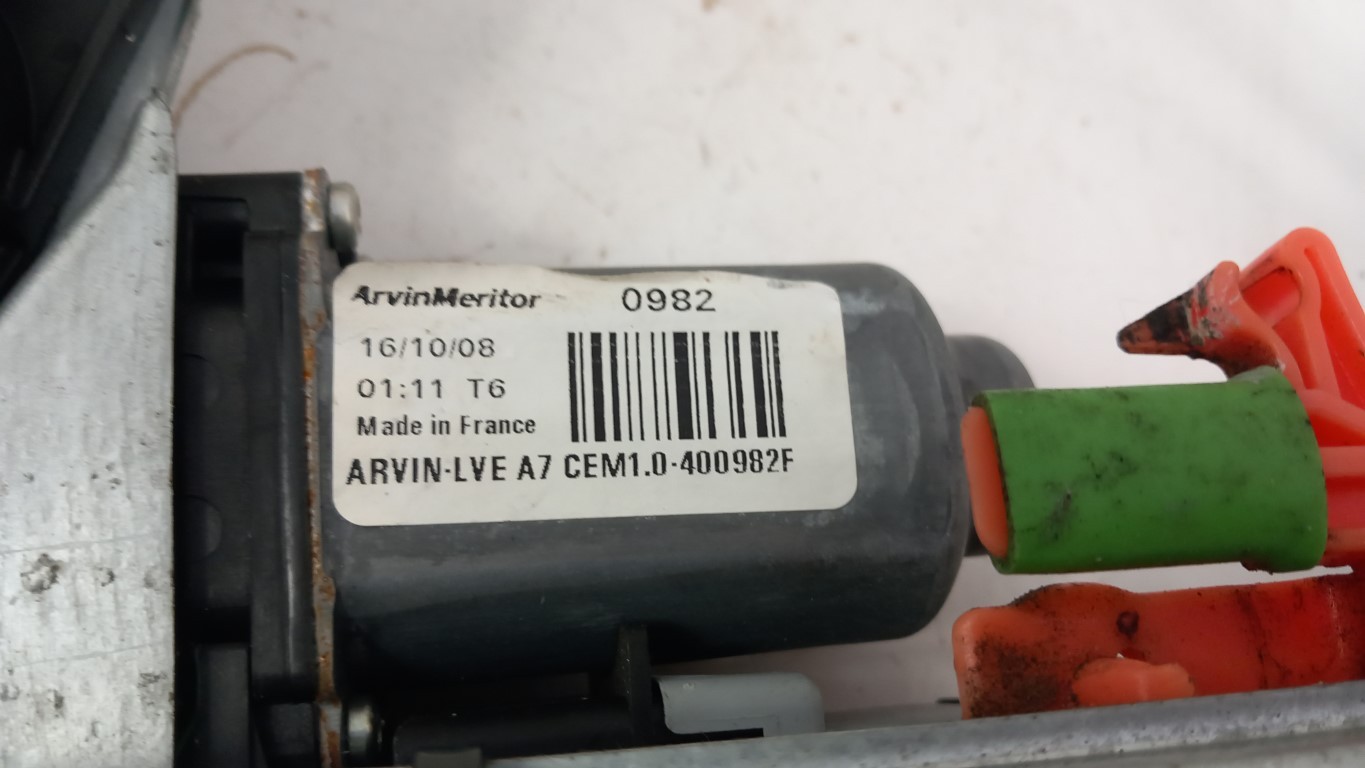 ArvinMeritor 0982
16/10/08
01:11 T6
Made in France
ARVIN-LVE A7 CEM1.0-400982F